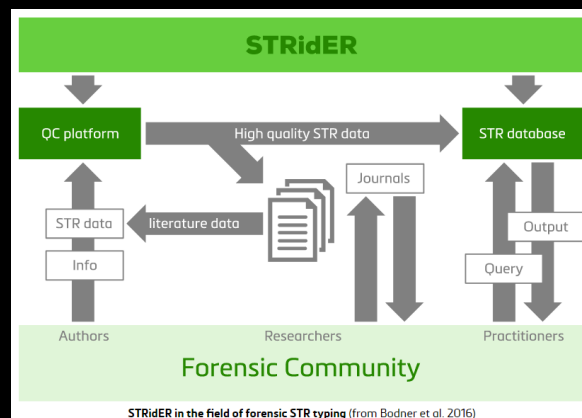 STRidER
QC platform
High quality STR data
STR database
Journals
STR data
literature data
Output
Info
Query
Authors
Researchers
Practitioners
Forensic Community
STRidER in the field of forensic STR typing (from Bodner et al. 2016)